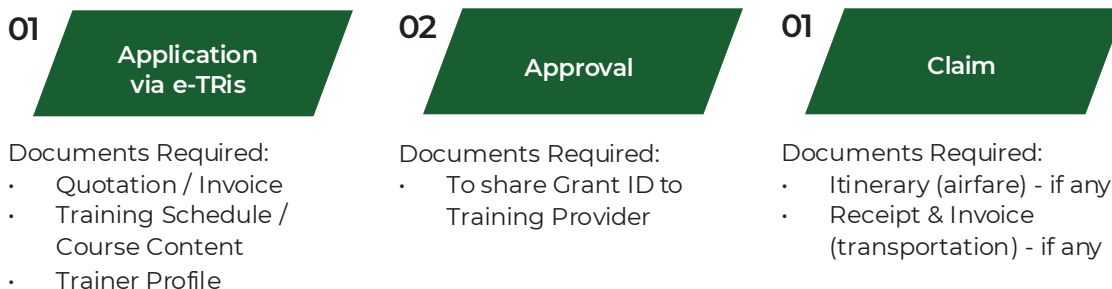 01
Application
via e-TRis
Documents Required:
• Quotation / Invoice
• Training Schedule /
Course Content
• Trainer Profile
02
Approval
Documents Required:
• To share Grant ID to
Training Provider
01
Claim
Documents Required:
• Itinerary (airfare) - if any
• Receipt & Invoice
(transportation) - if any